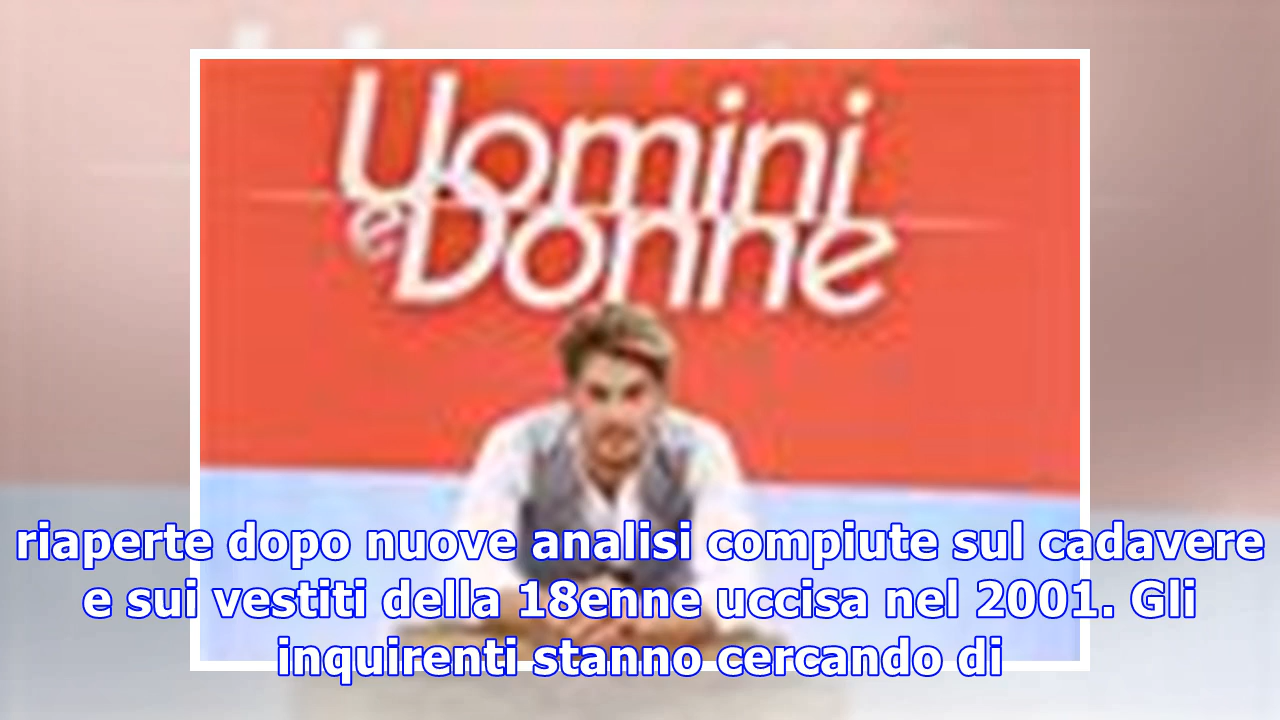 Uomini
e Donne
riaperte dopo nuove analisi compiute sul cadavere
e sui vestiti della 18enne uccisa nel 2001. Gli
inquirenti stanno cercando di